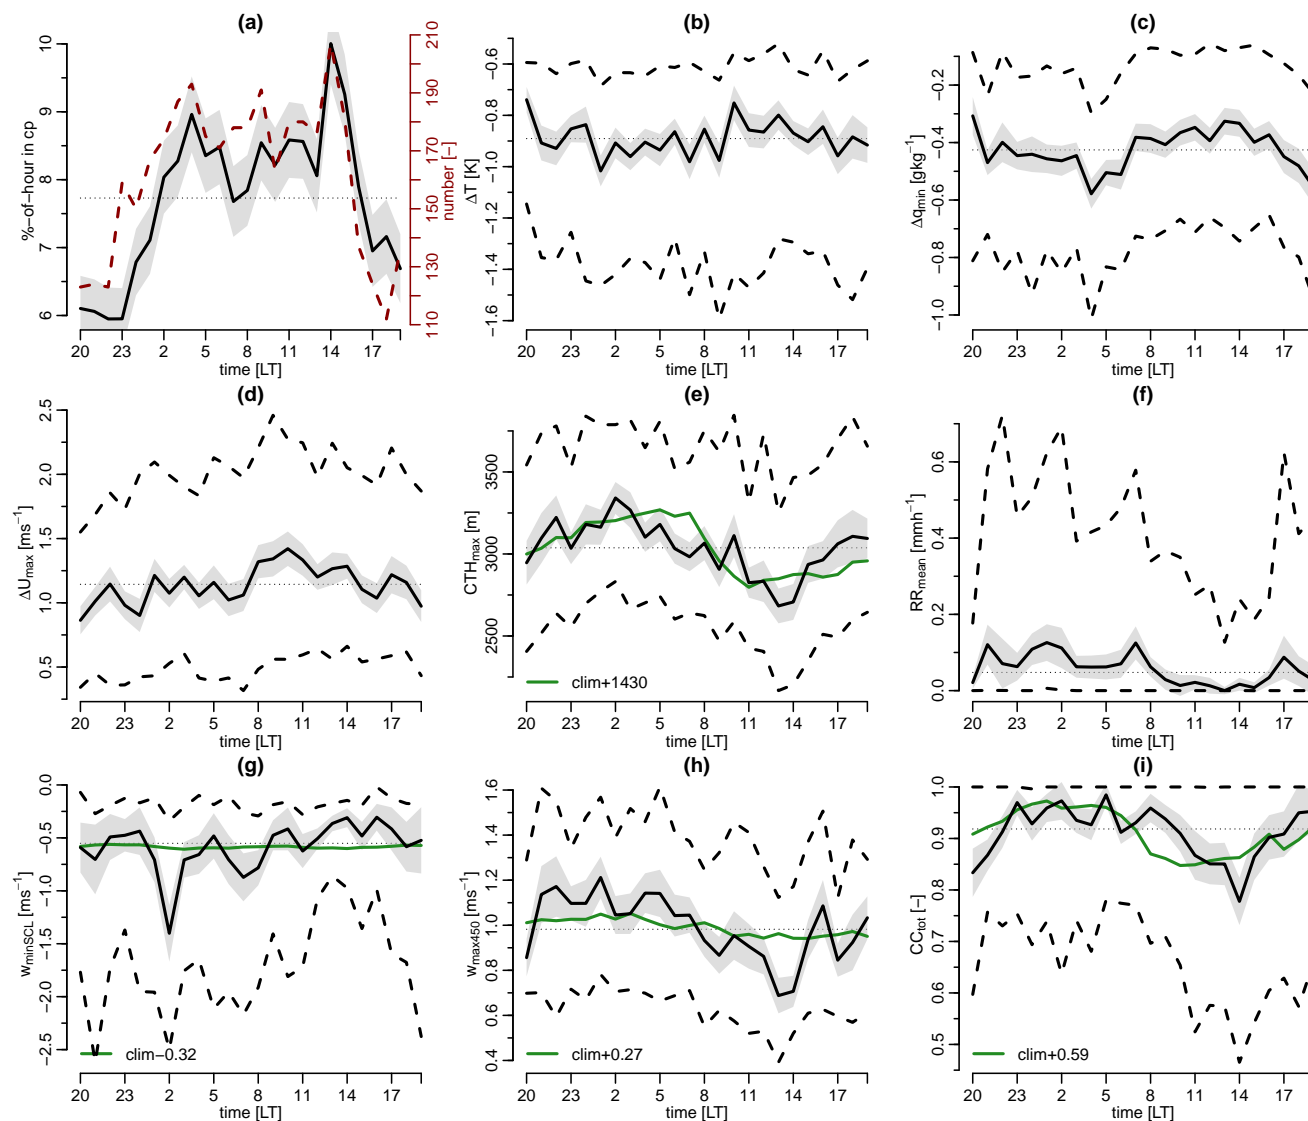 (a)
10
9
8
7
6
%−of−hour in cp
210
190
170
150
130
110
number [−]
20 23 2 5 8 11 14 17
time [LT]
(b)
−0.6
−0.8
−1.0
−1.2
−1.4
−1.6
ΔT [K]
20 23 2 5 8 11 14 17
time [LT]
(c)
−0.2
−0.4
−0.6
−0.8
−1.0
Δqmin [gkg−1]
20 23 2 5 8 11 14 17
time [LT]
(d)
2.5
2.0
1.5
1.0
0.5
ΔUmax [ms−1]
20 23 2 5 8 11 14 17
time [LT]
(e)
3500
3000
2500
CTHmax [m]
clim+1430
20 23 2 5 8 11 14 17
time [LT]
(f)
0.6
0.4
0.2
0.0
RRmean [mmh−1]
20 23 2 5 8 11 14 17
time [LT]
(g)
0.0
−0.5
−1.0
−1.5
−2.0
−2.5
wminSCL [ms−1]
clim−0.32
20 23 2 5 8 11 14 17
time [LT]
(h)
1.6
1.4
1.2
1.0
0.8
0.6
0.4
wmax450 [ms−1]
clim+0.27
20 23 2 5 8 11 14 17
time [LT]
(i)
1.0
0.9
0.8
0.7
0.6
0.5
CCtot [−]
clim+0.59
20 23 2 5 8 11 14 17
time [LT]